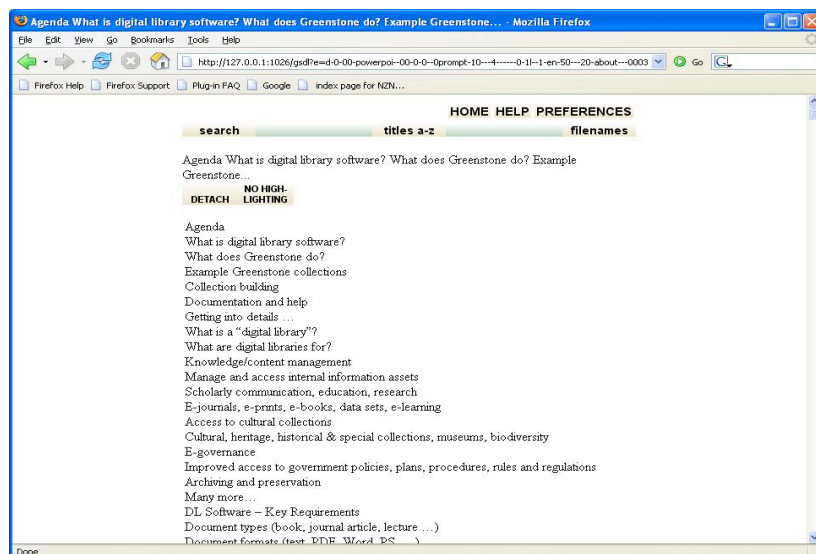 Agenda What is digital library software? What does Greenstone do? Example Greenstone... - Mozilla Firefox
File Edit View Go Bookmarks Tools Help
http://127.0.0.1:1026/gsdl?e=d-0-00-powerpoi--00-0-0--0prompt-10---4------0-1l--1-en-50---20-about---0003 Go
Firefox Help Firefox Support Plug-in FAQ Google index page for NZN...
HOME HELP PREFERENCES
search titles a-z filenames
Agenda What is digital library software? What does Greenstone do? Example
Greenstone...
DETACH NO HIGH-
LIGHTING
Agenda
What is digital library software?
What does Greenstone do?
Example Greenstone collections
Collection building
Documentation and help
Getting into details …
What is a “digital library”?
What are digital libraries for?
Knowledge/content management
Manage and access internal information assets
Scholarly communication, education, research
E-journals, e-prints, e-books, data sets, e-learning
Access to cultural collections
Cultural, heritage, historical & special collections, museums, biodiversity
E-governance
Improved access to government policies, plans, procedures, rules and regulations
Archiving and preservation
Many more…
DL Software – Key Requirements
Document types (book, journal article, lecture …)
Document formats (text, PDF, Word, PS, …)
Done